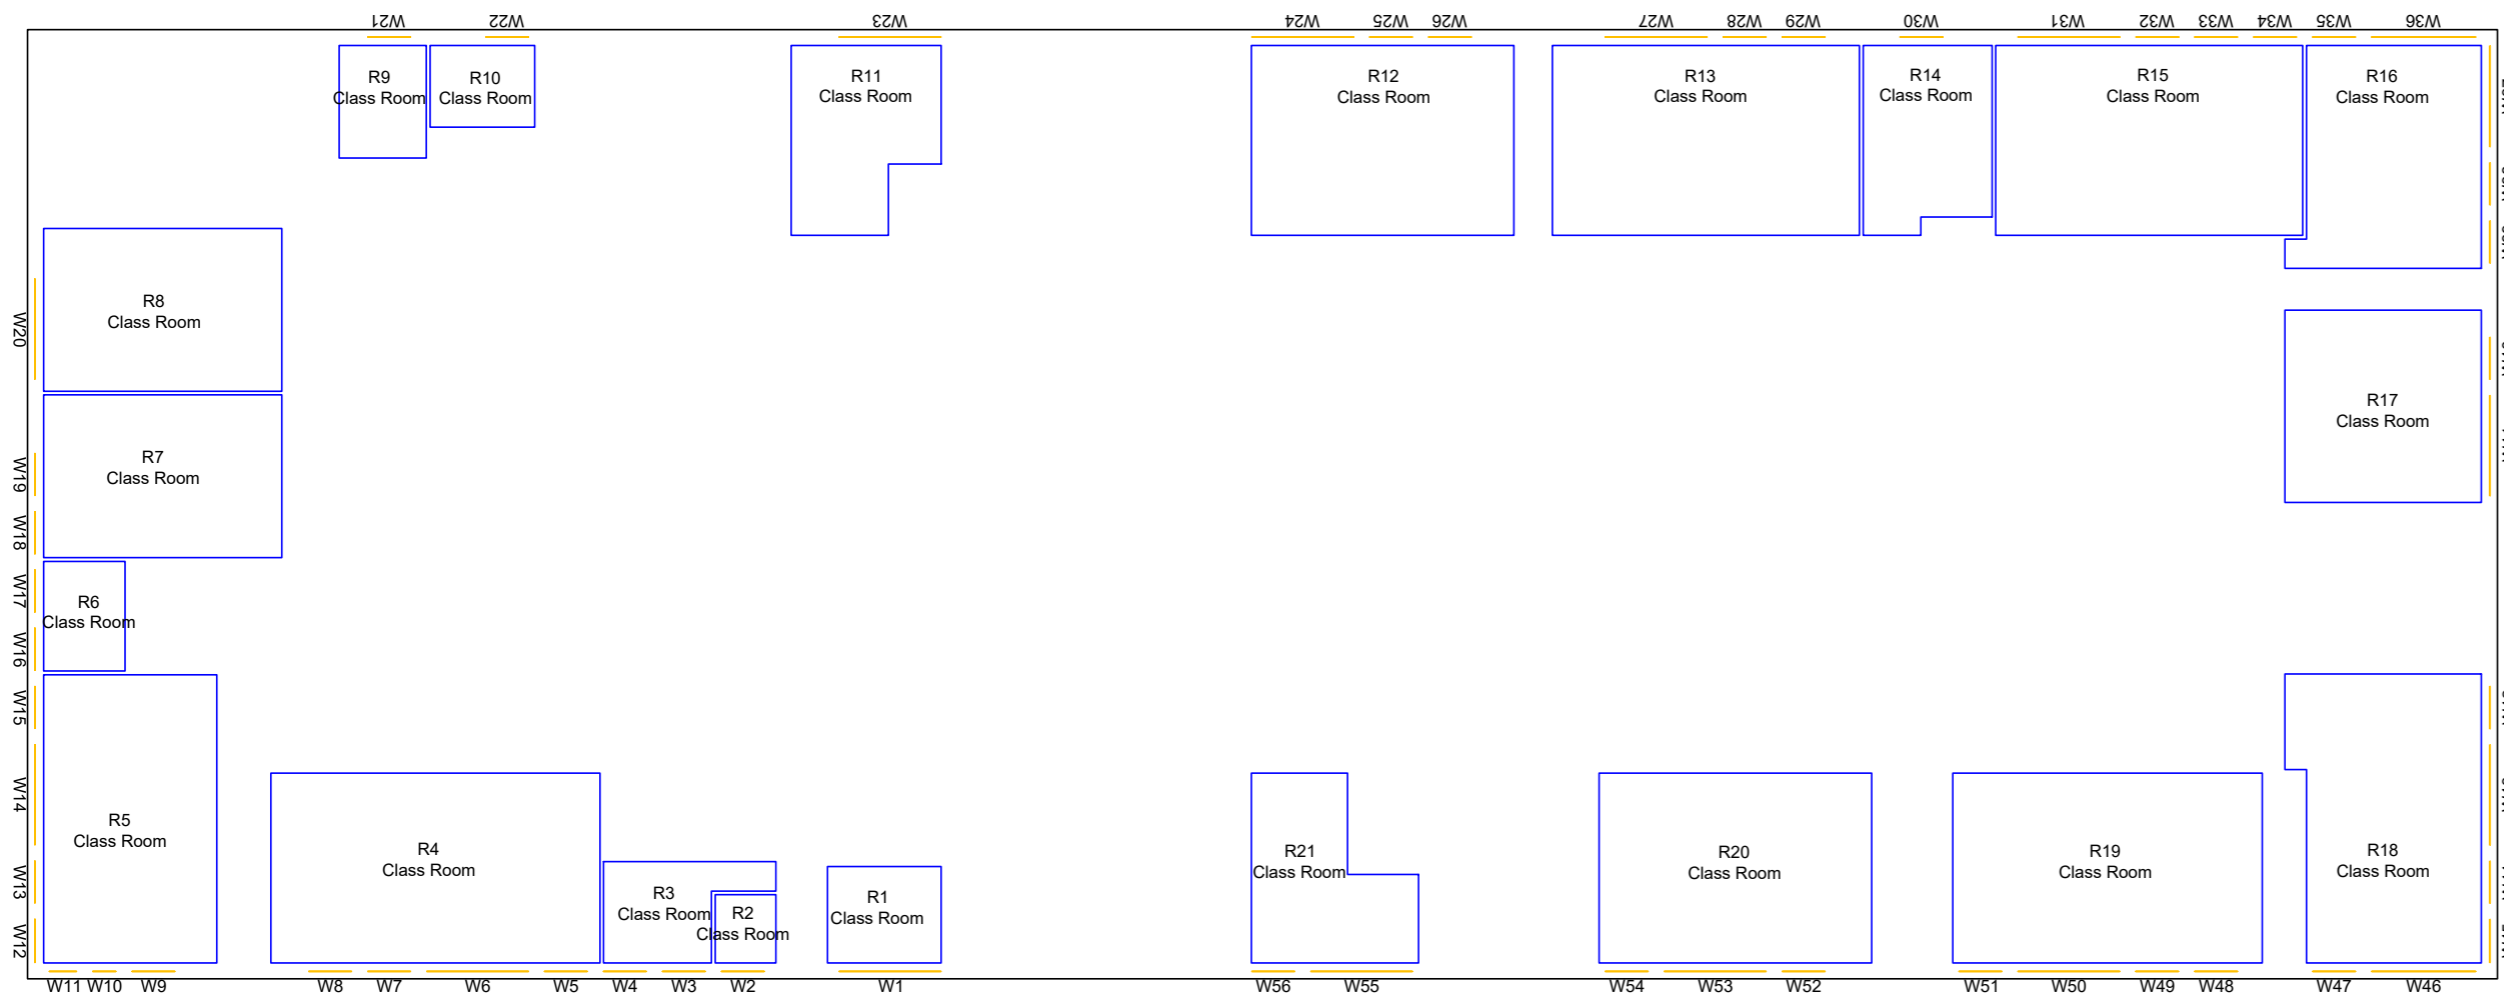 W21
W22
W23
W24
W25
W26
W27
W28
W29
W30
W31
W32
W33
W34
W35
W36
R9
Class Room
R10
Class Room
R11
Class Room
R12
Class Room
R13
Class Room
R14
Class Room
R15
Class Room
R16
Class Room
R8
Class Room
W20
R7
Class Room
W19
W18
R17
Class Room
R6
Class Room
W17
W16
W15
W14
W13
W12
R5
Class Room
R4
Class Room
R3
Class Room
R2
Class Room
R1
Class Room
R21
Class Room
R20
Class Room
R19
Class Room
R18
Class Room
W11
W10
W9
W8
W7
W6
W5
W4
W3
W2
W1
W56
W55
W54
W53
W52
W51
W50
W49
W48
W47
W46